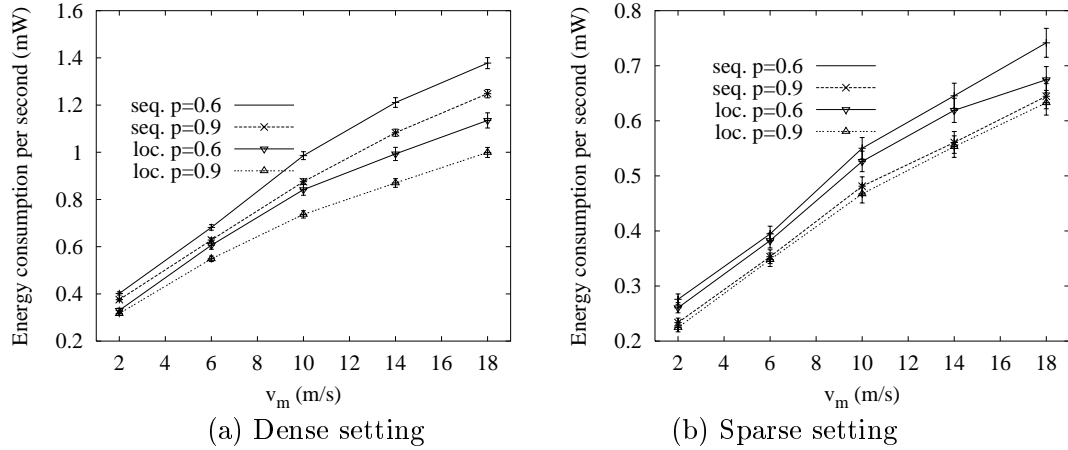 Energy consumption per second (mW)
1.4
1.2
1
0.8
0.6
0.4
0.2
seq. p=0.6
seq. p=0.9
loc. p=0.6
loc. p=0.9
2 4 6 8 10 12 14 16 18
v_m (m/s)
(a) Dense setting
Energy consumption per second (mW)
0.8
0.7
0.6
0.5
0.4
0.3
0.2
seq. p=0.6
seq. p=0.9
loc. p=0.6
loc. p=0.9
2 4 6 8 10 12 14 16 18
v_m (m/s)
(b) Sparse setting